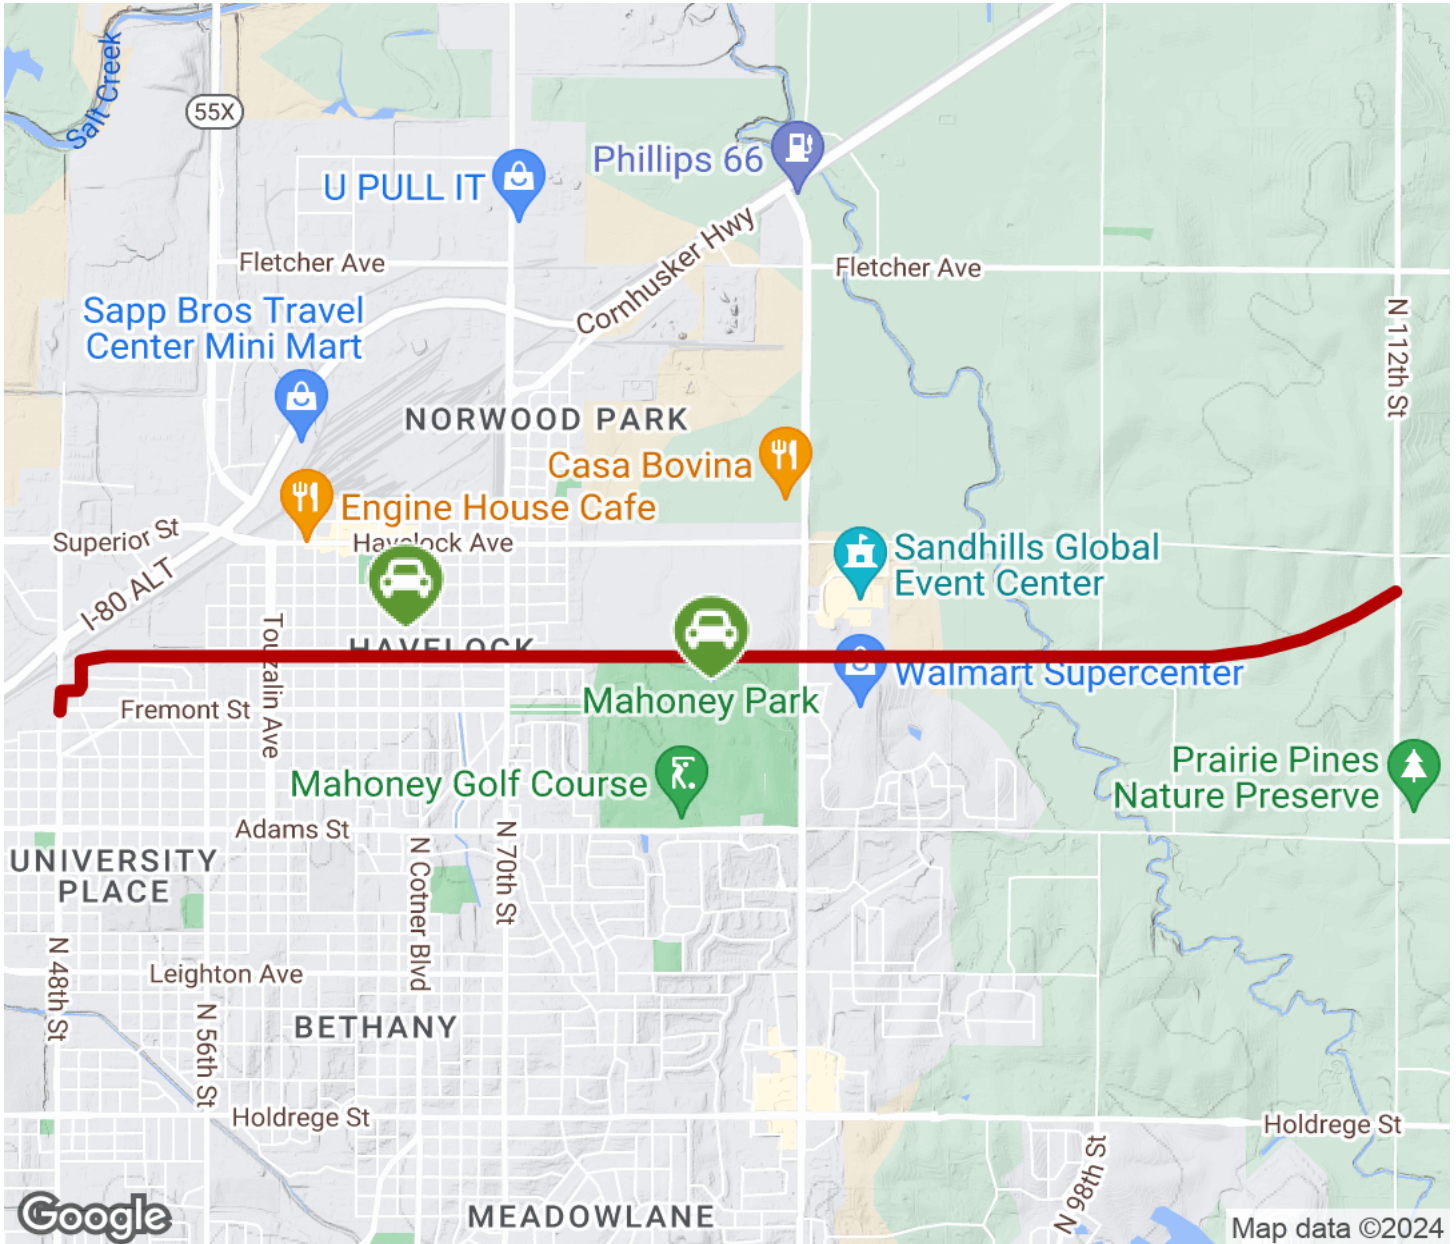 Salt Creek
55X
Phillips 66
U PULL IT
Cornhusker Hwy
Fletcher Ave
Fletcher Ave
Sapp Bros Travel
Center Mini Mart
N 112th St
NORWOOD PARK
Casa Bovina
Engine House Cafe
Superior St
Havelock Ave
Sandhills Global
Event Center
I-80 ALT
Touzalin Ave
HAVELOCK
Walmart Supercenter
Mahoney Park
Fremont St
Prairie Pines
Nature Preserve
Mahoney Golf Course
Adams St
N Cotner Blvd
N 70th St
UNIVERSITY
PLACE
N 48th St
Leighton Ave
N 56th St
BETHANY
Holdrege St
Holdrege St
N 98th St
MEADOWLANE
Google
Map data ©2024